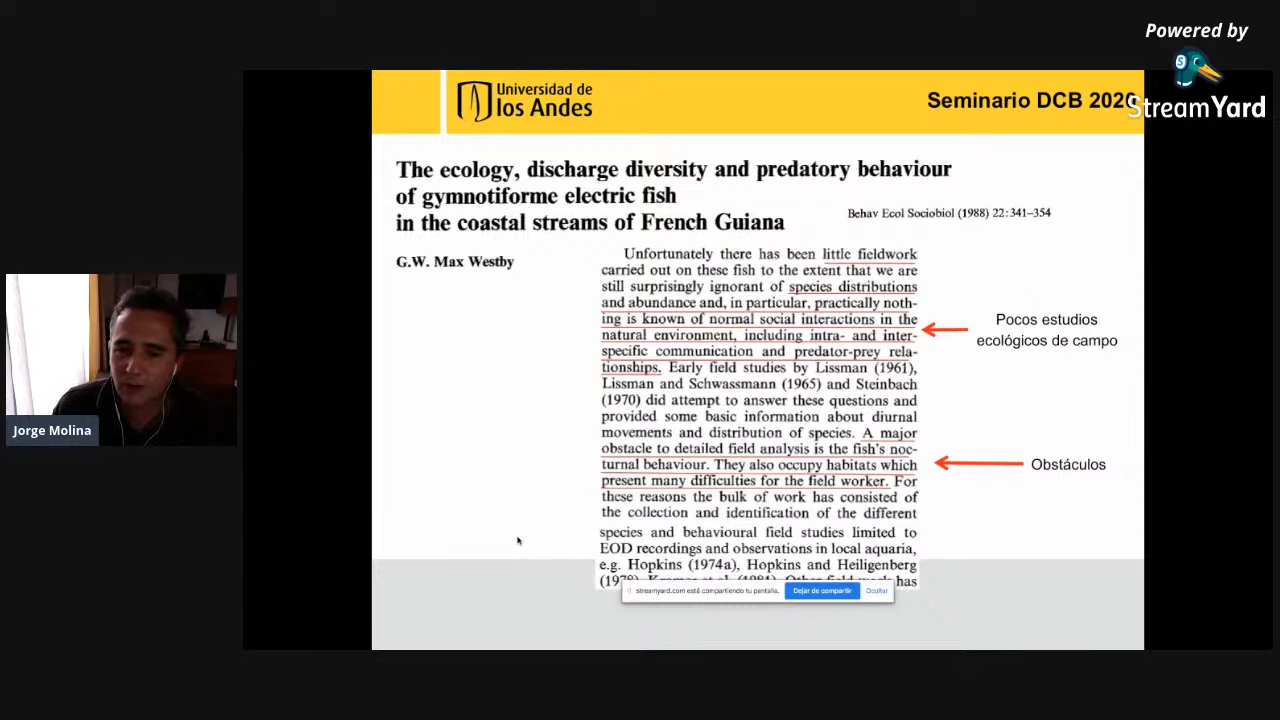 Powered by
StreamYard
Universidad de
los Andes
Seminario DCB 2020
The ecology, discharge diversity and predatory behaviour
of gymnotiforme electric fish
in the coastal streams of French Guiana
Behav Ecol Sociobiol (1988) 22:341–354
G.W. Max Westby
Unfortunately there has been little fieldwork
carried out on these fish to the extent that we are
still surprisingly ignorant of species distributions
and abundance and, in particular, practically noth-
ing is known of normal social interactions in the
natural environment, including intra- and inter-
specific communication and predator-prey rela-
tionships. Early field studies by Lissman (1961),
Lissman and Schwassmann (1965) and Steinbach
(1970) did attempt to answer these questions and
provided some basic information about diurnal
movements and distribution of species. A major
obstacle to detailed field analysis is the fish's noc-
turnal behaviour. They also occupy habitats which
present many difficulties for the field worker. For
these reasons the bulk of work has consisted of
the collection and identification of the different
species and behavioural field studies limited to
EOD recordings and observations in local aquaria,
e.g. Hopkins (1974a), Hopkins and Heiligenberg
has
Pocos estudios
ecológicos de campo
Obstáculos
Jorge Molina
streamyard.com está compartiendo tu pantalla.
Dejar de compartir
Ocultar